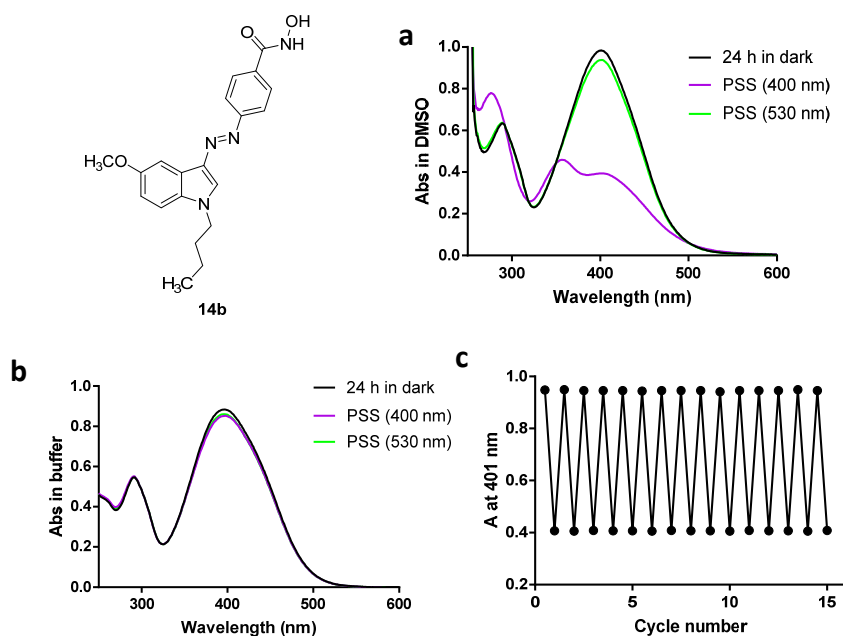 OH
O
NH
N
N
H₃CO
N
H₃C
14b
a
1.0
0.8
0.6
0.4
0.2
0.0
Abs in DMSO
300 400 500 600
Wavelength (nm)
24 h in dark
PSS (400 nm)
PSS (530 nm)
b
1.0
0.8
0.6
0.4
0.2
0.0
Abs in buffer
300 400 500 600
Wavelength (nm)
24 h in dark
PSS (400 nm)
PSS (530 nm)
c
1.0
0.8
0.6
0.4
0.2
A at 401 nm
0 5 10 15
Cycle number